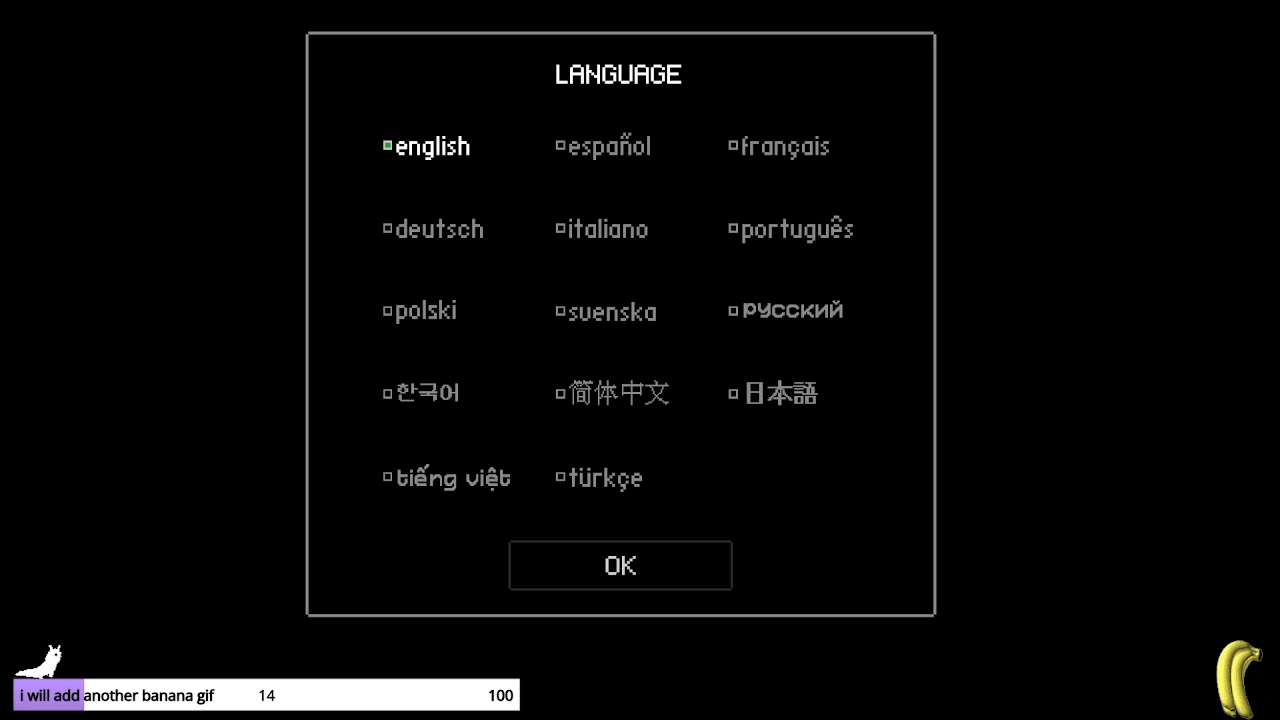 LANGUAGE
english español français
deutsch italiano português
polski svenska русский
한국어 简体中文 日本語
tiếng việt türkçe
OK
i will add another banana gif 14 100